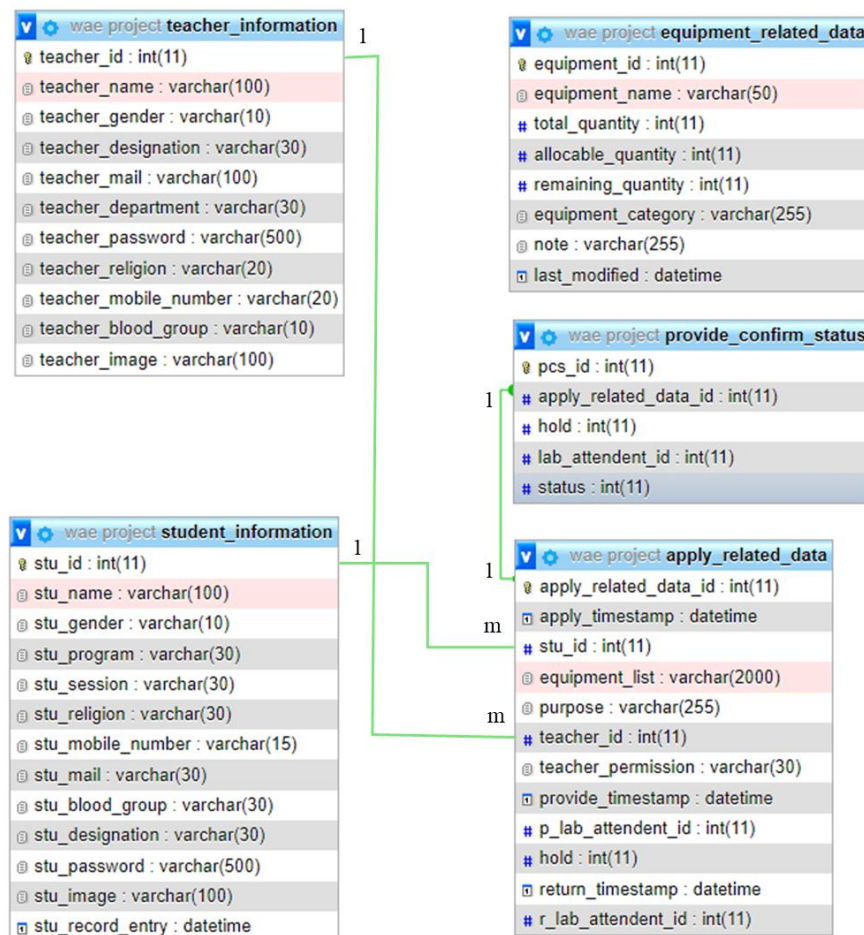 wae project teacher_information
teacher_id : int(11)
teacher_name : varchar(100)
teacher_gender : varchar(10)
teacher_designation : varchar(30)
teacher_mail : varchar(100)
teacher_department : varchar(30)
teacher_password : varchar(500)
teacher_religion : varchar(20)
teacher_mobile_number : varchar(20)
teacher_blood_group : varchar(10)
teacher_image : varchar(100)
1
wae project equipment_related_data
equipment_id : int(11)
equipment_name : varchar(50)
total_quantity : int(11)
allocable_quantity : int(11)
remaining_quantity : int(11)
equipment_category : varchar(255)
note : varchar(255)
last_modified : datetime
wae project provide_confirm_status
pcs_id : int(11)
1
apply_related_data_id : int(11)
hold : int(11)
lab_attendent_id : int(11)
status : int(11)
wae project student_information
1
stu_id : int(11)
stu_name : varchar(100)
stu_gender : varchar(10)
stu_program : varchar(30)
stu_session : varchar(30)
stu_religion : varchar(30)
stu_mobile_number : varchar(15)
stu_mail : varchar(30)
stu_blood_group : varchar(30)
stu_designation : varchar(30)
stu_password : varchar(500)
stu_image : varchar(100)
stu_record_entry : datetime
wae project apply_related_data
1
apply_related_data_id : int(11)
apply_timestamp : datetime
m
stu_id : int(11)
equipment_list : varchar(2000)
purpose : varchar(255)
m
teacher_id : int(11)
teacher_permission : varchar(30)
provide_timestamp : datetime
p_lab_attendent_id : int(11)
hold : int(11)
return_timestamp : datetime
r_lab_attendent_id : int(11)